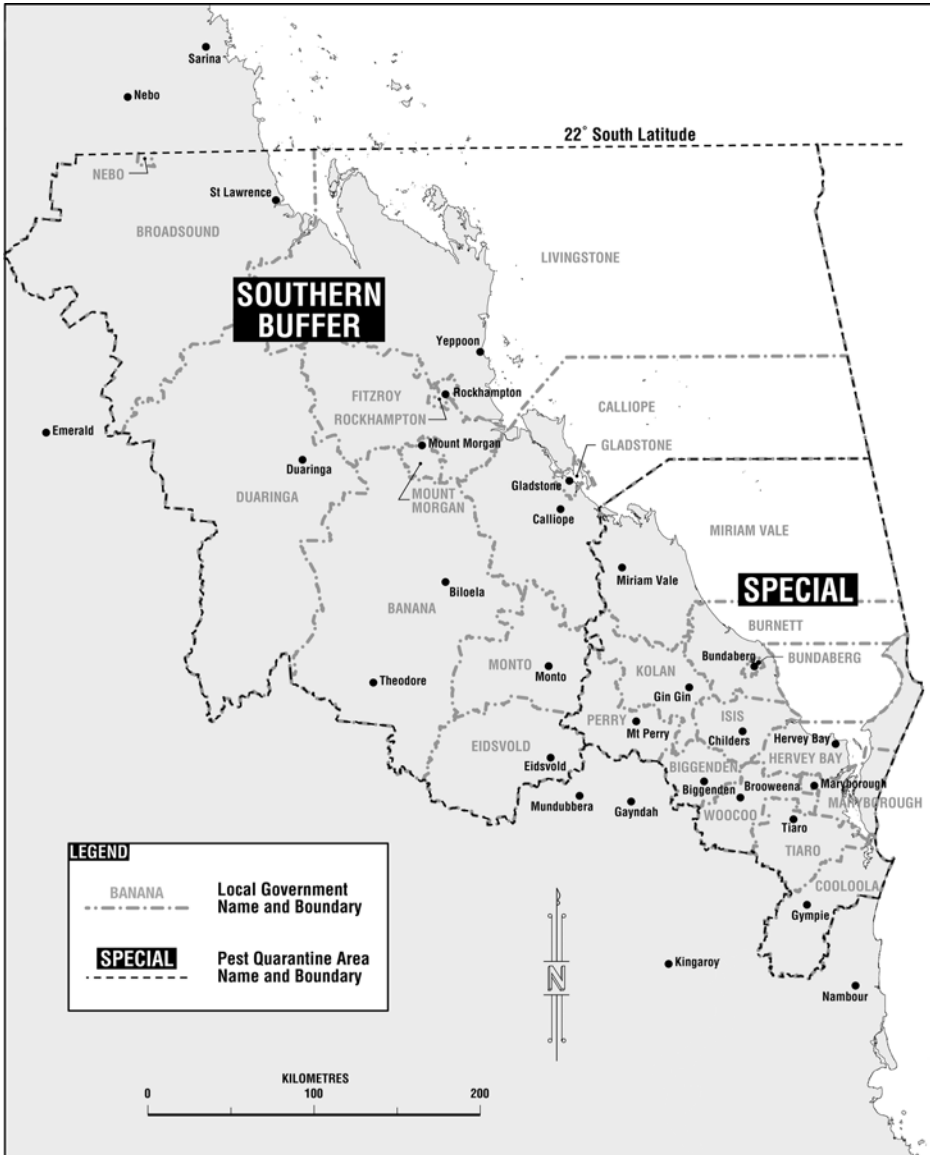 Sarina
Nebo
22° South Latitude
NEBO
St Lawrence
BROADSOUND
LIVINGSTONE
SOUTHERN
BUFFER
Yeppoon
FITZROY
Rockhampton
ROCKHAMPTON
CALLIOPE
Emerald
Mount Morgan
GLADSTONE
Duaringa
Gladstone
DUARINGA
MOUNT
MORGAN
Calliope
MIRIAM VALE
Miriam Vale
Biloela
SPECIAL
BANANA
BURNETT
Bundaberg
BUNDABERG
MONTO
Monto
KOLAN
Theodore
Gin Gin
PERRY
ISIS
Mt Perry
Childers
Hervey Bay
EIDSVOLD
HERVEY BAY
Eidsvold
BIGGENDEN
Biggenden
Brooweena
Maryborough
Mundubbera
Gayndah
MARYBOROUGH
WOOCOO
Tiaro
TIARO
LEGEND
BANANA
Local Government
Name and Boundary
SPECIAL
Pest Quarantine Area
Name and Boundary
COOLOOLA
Gympie
Kingaroy
N
Nambour
KILOMETRES
0 100 200